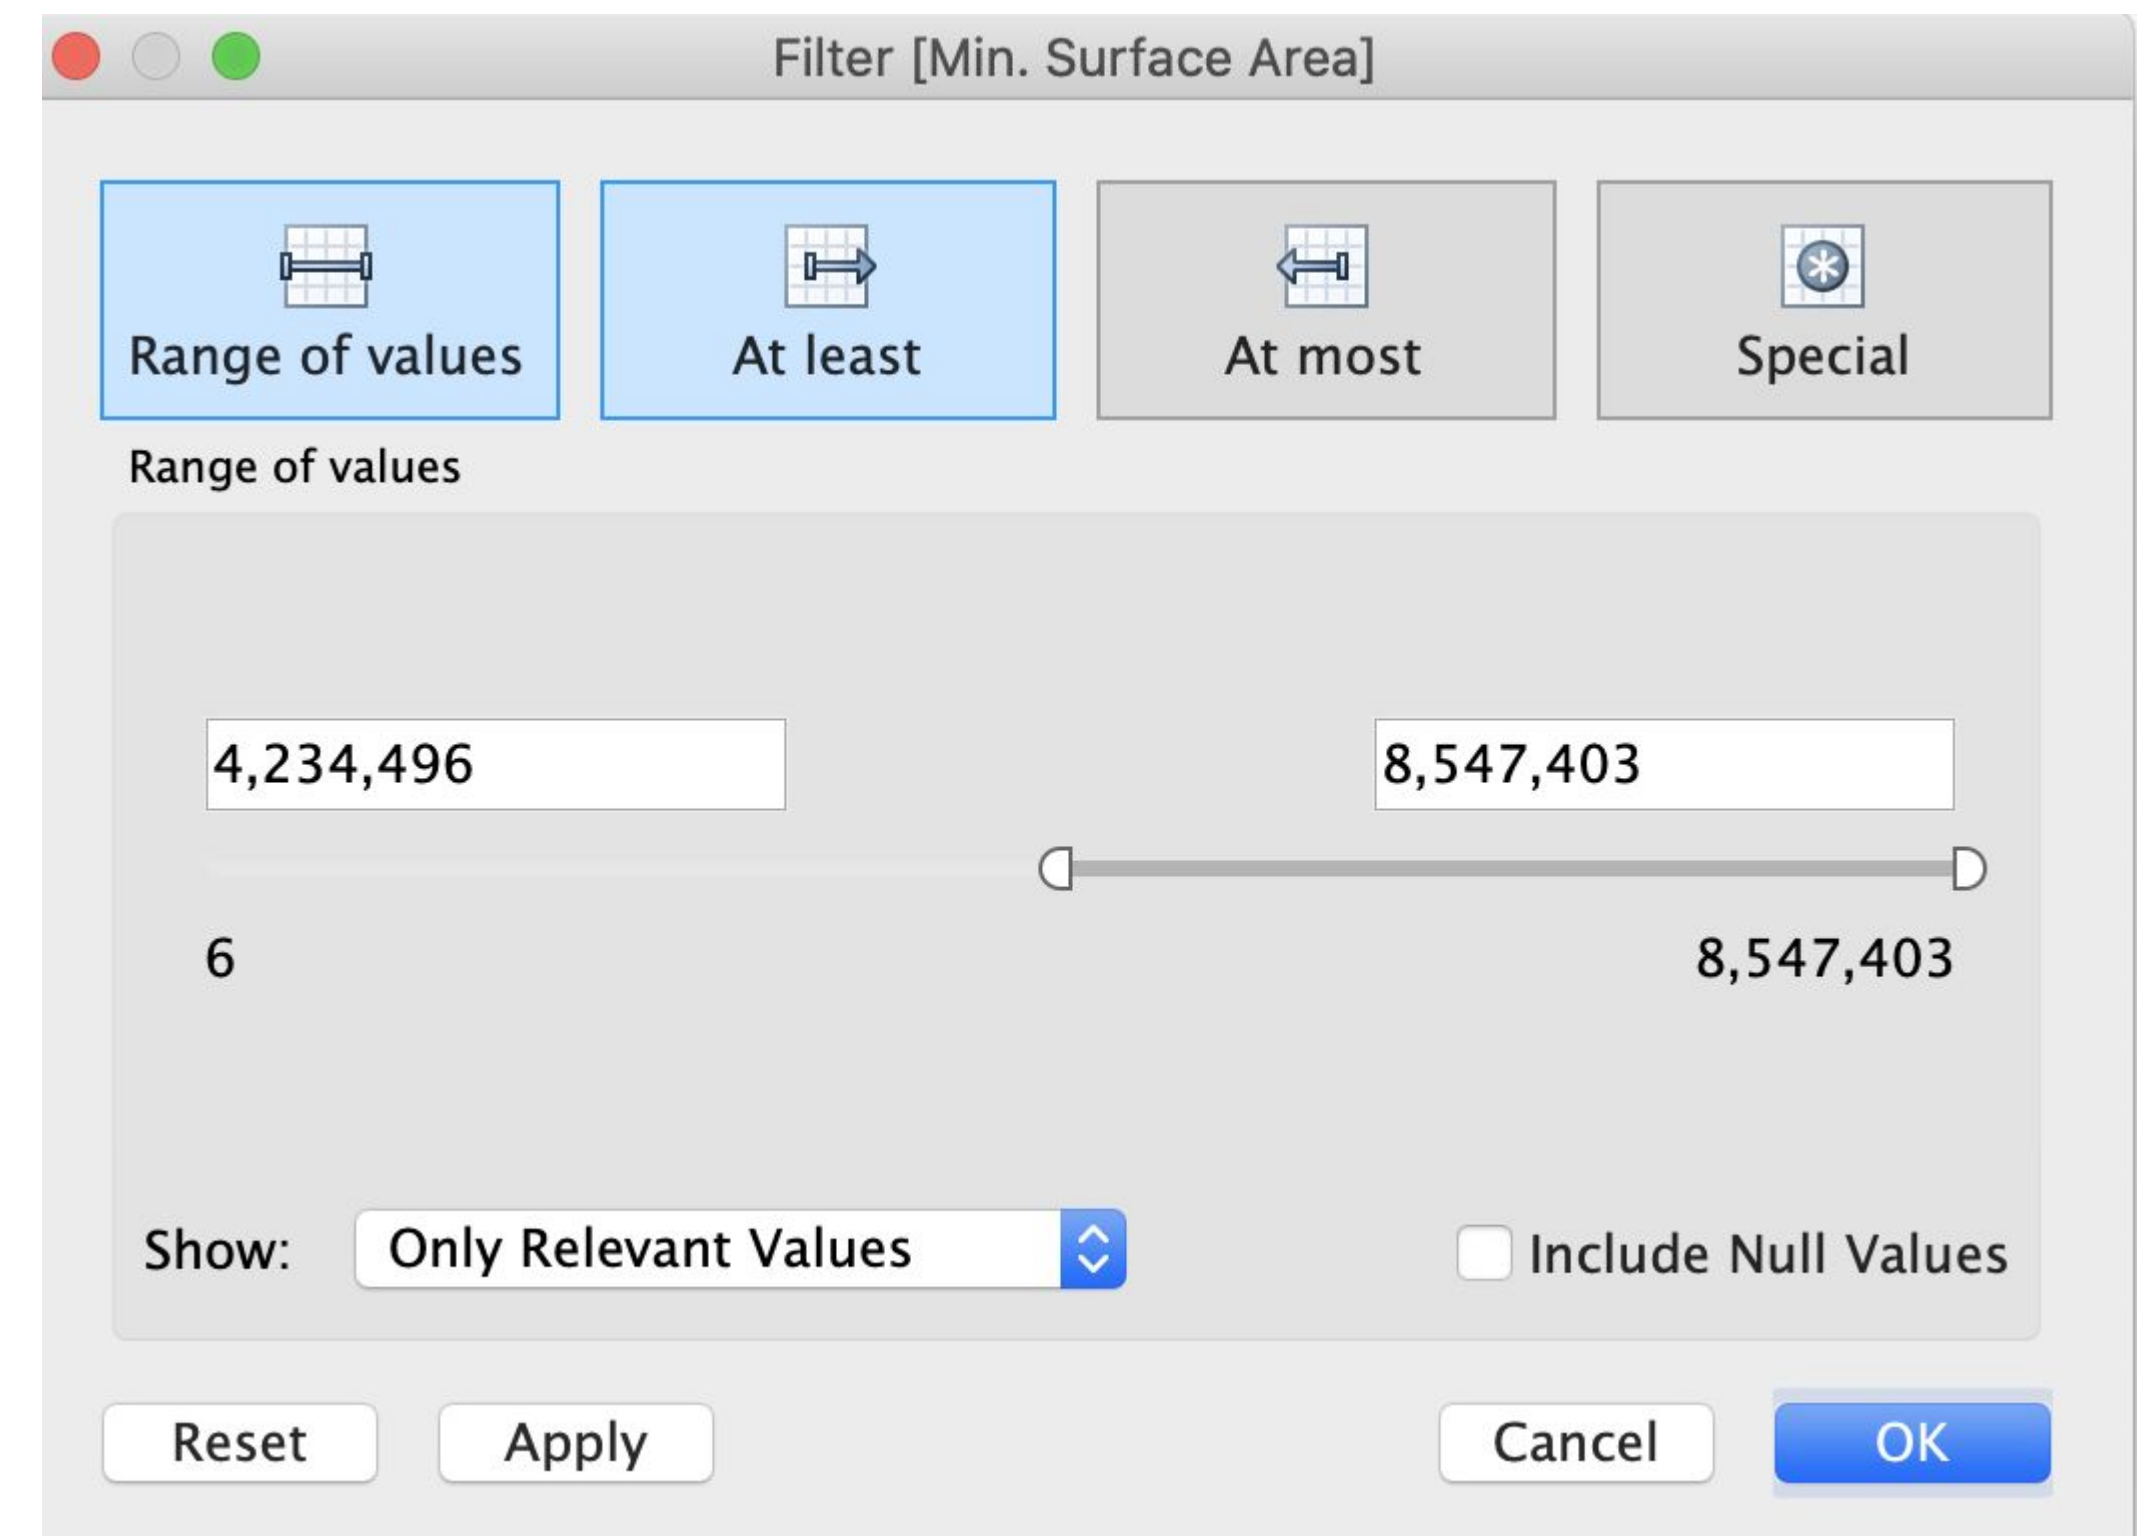 Filter [Min. Surface Area]
Range of values
At least
At most
Special
Range of values
4,234,496
8,547,403
6
8,547,403
Show:
Only Relevant Values
Include Null Values
Reset
Apply
Cancel
OK